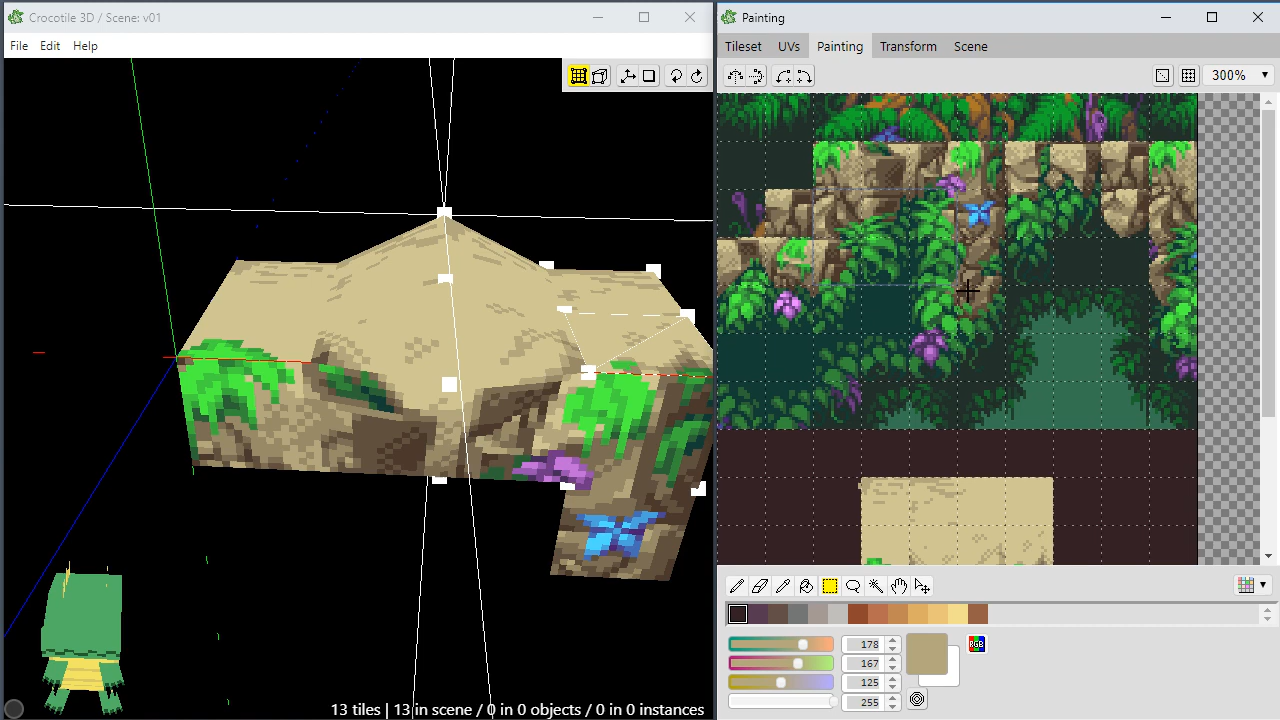 Crocotile 3D / Scene: v01
File Edit Help
13 tiles | 13 in scene / 0 in 0 objects / 0 in 0 instances
Painting
Tileset UVs Painting Transform Scene
300%
178
167
125
255
RGB